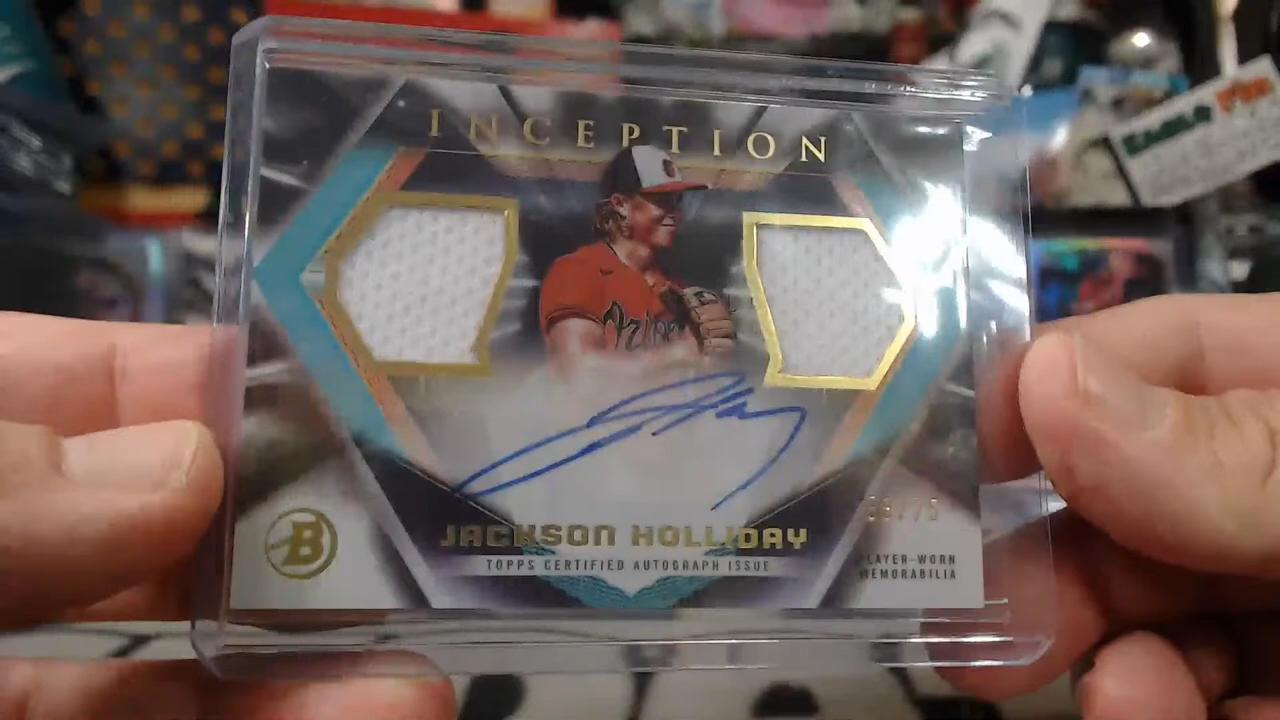 INCEPTION
JACKSON HOLLIDAY
TOPPS CERTIFIED AUTOGRAPH ISSUE
B
PLAYER-WORN
MEMORABILIA